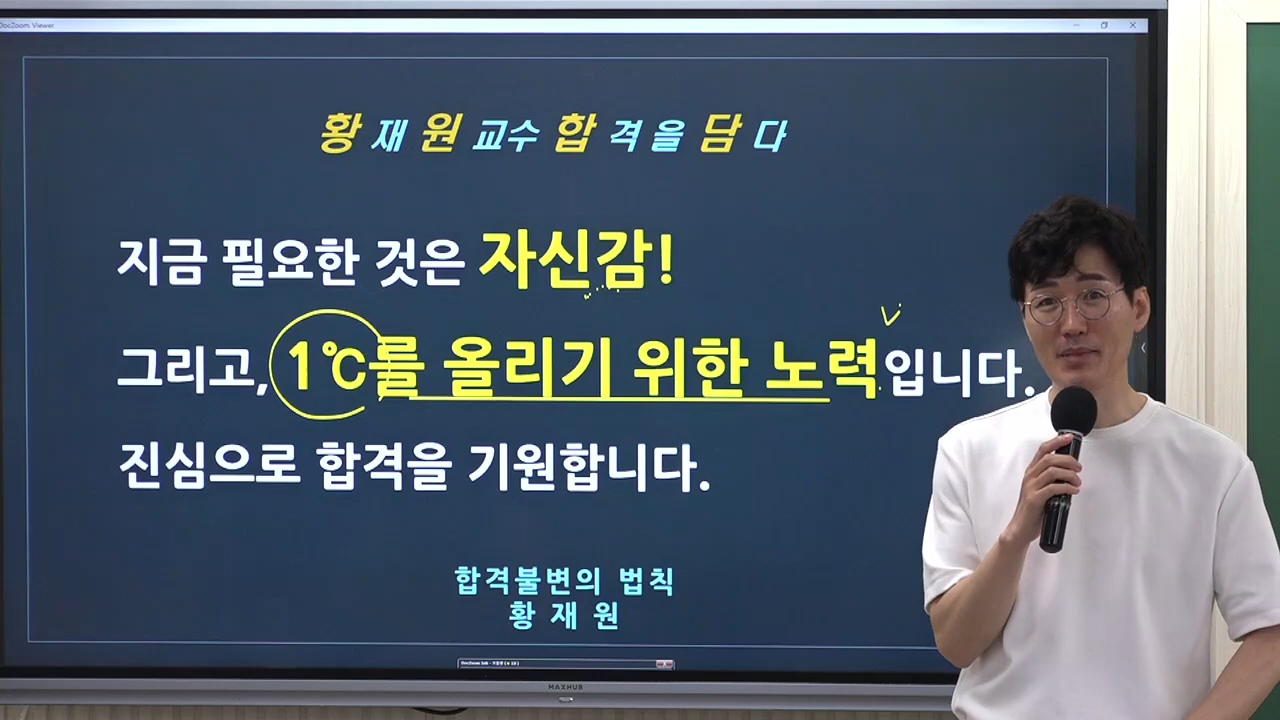 DocZoom Viewer
황 재 원 교수 합 격 을 담 다
지금 필요한 것은 자신감!
그리고, 1℃를 올리기 위한 노력입니다.
진심으로 합격을 기원합니다.
합격불변의 법칙
황 재 원
MAXHUB